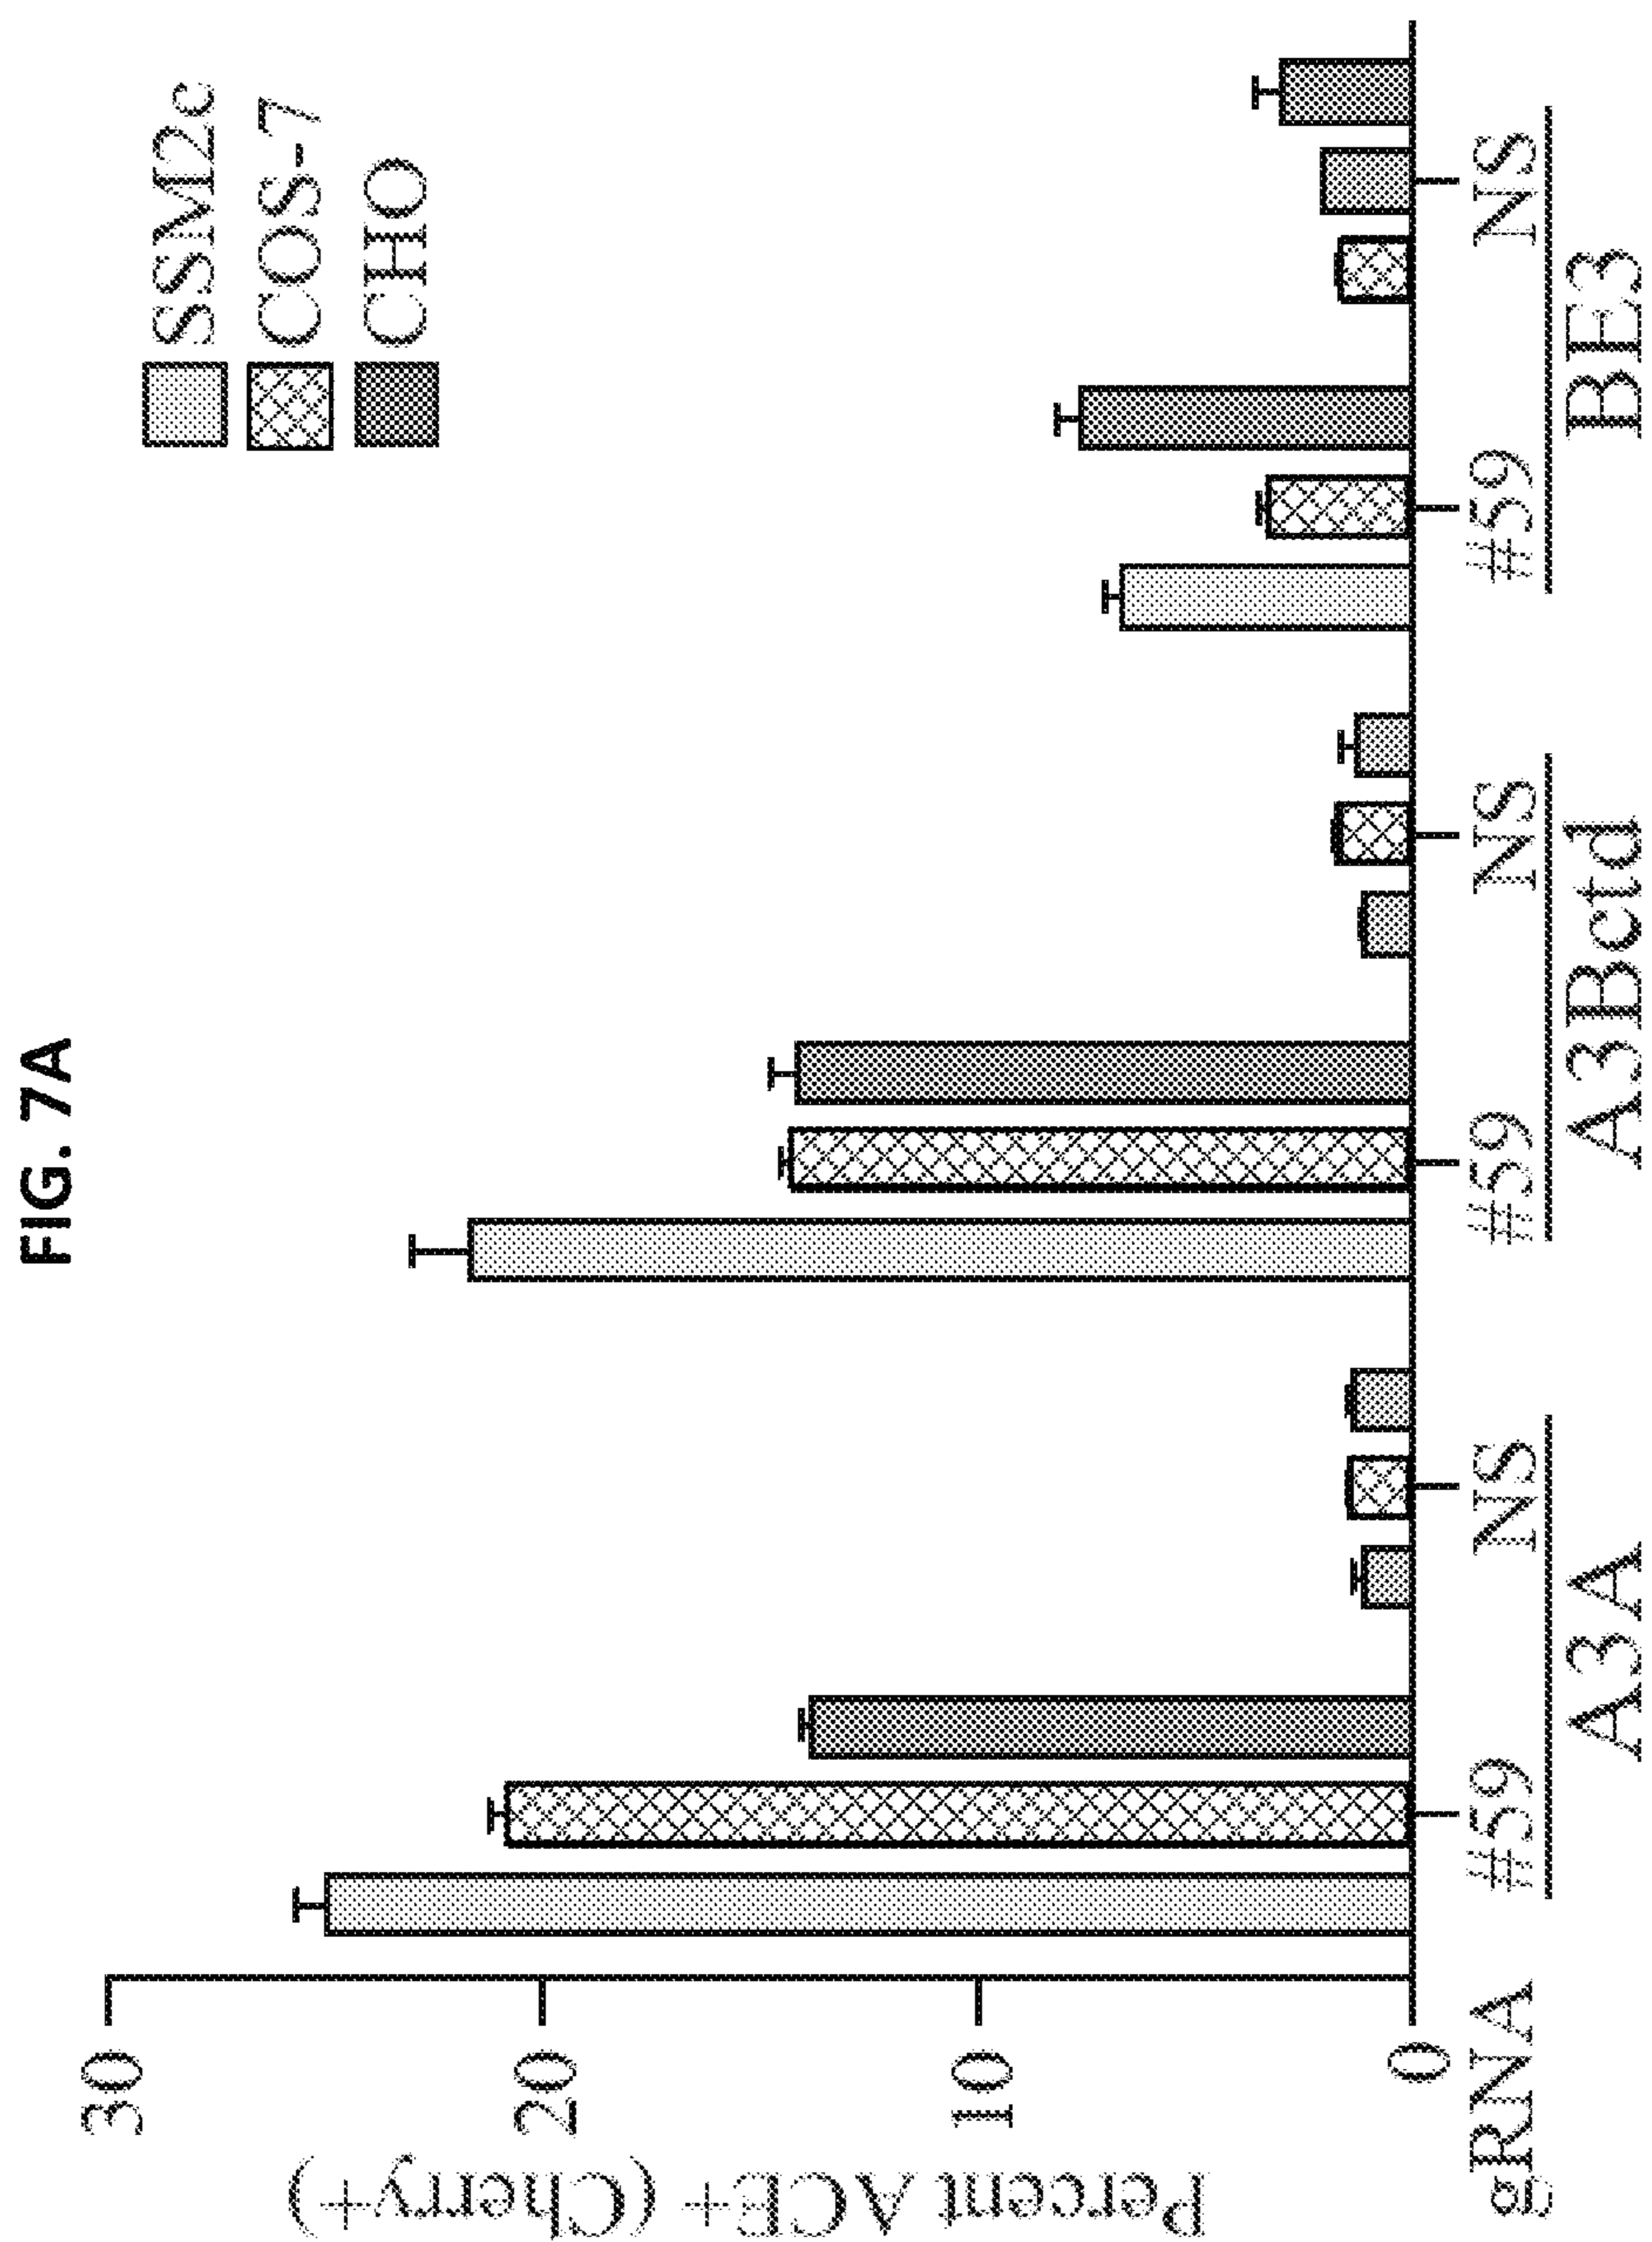 FIG. 7A
SSM2c
COS-7
CHO
30
20
10
0
Percent ACE+ (Cherry+)
gRNA #59 NS #59 NS #59 NS
A3A A3Bctd BE3